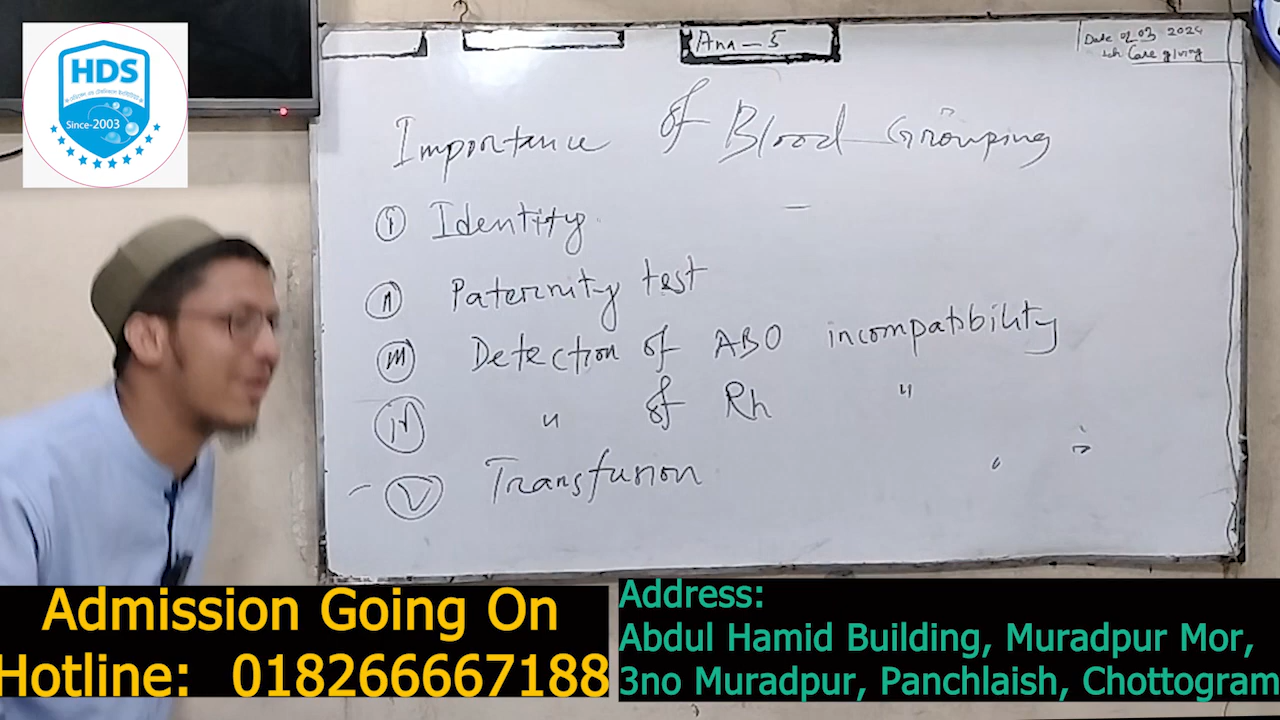 HDS
Since-2003
Ana – 5
Date 02.03 2024
Care giving
Importance of Blood Grouping
(i) Identity
(ii) Paternity test
(iii) Detection of ABO incompatibility
(iv) " of Rh "
(v) Transfusion
Admission Going On
Hotline: 018266667188
Address:
Abdul Hamid Building, Muradpur Mor,
3no Muradpur, Panchlaish, Chottogram